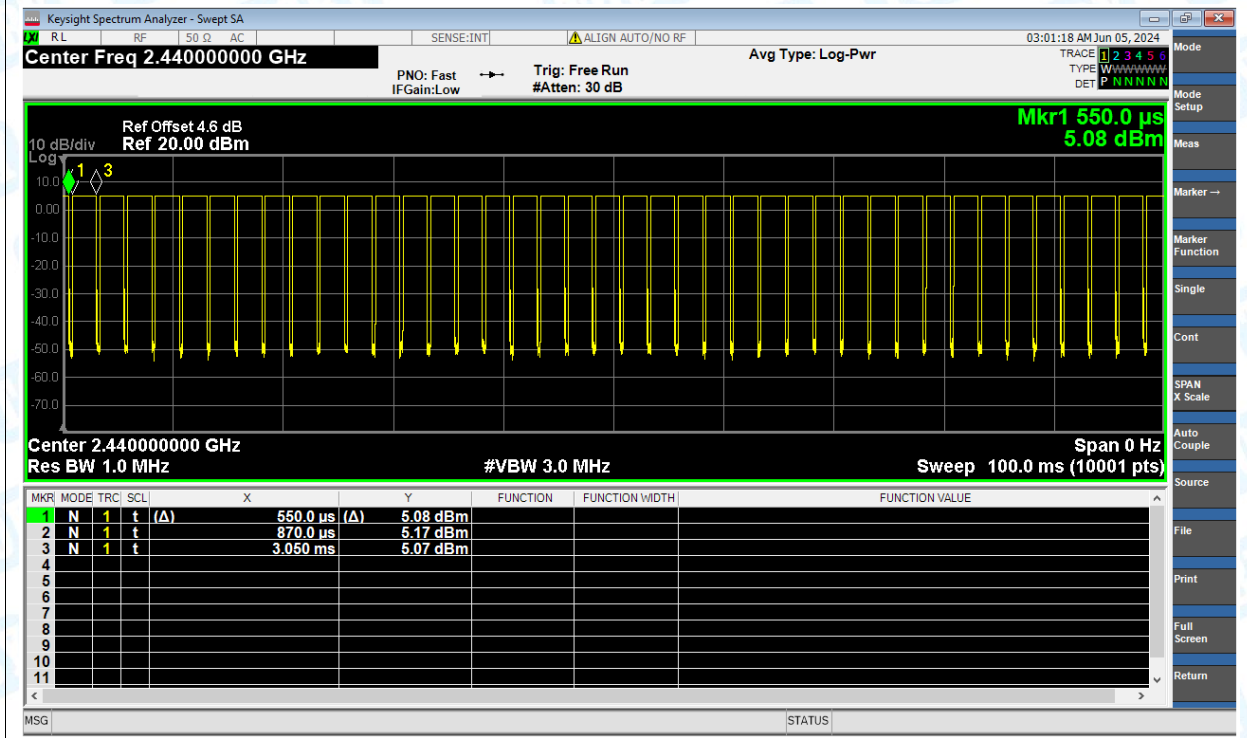 Keysight Spectrum Analyzer - Swept SA
LXI RL RF 50 Ω AC SENSE:INT ALIGN AUTO/NO RF 03:01:18 AM Jun 05, 2024
Center Freq 2.440000000 GHz
PNO: Fast
IFGain:Low
Trig: Free Run
#Atten: 30 dB
Avg Type: Log-Pwr
TRACE 1 2 3 4 5 6
TYPE WWWWWWW
DET P N N N N N
Mkr1 550.0 µs
5.08 dBm
Ref Offset 4.6 dB
10 dB/div Ref 20.00 dBm
Log
1 3
10.0
0.00
-10.0
-20.0
-30.0
-40.0
-50.0
-60.0
-70.0
Center 2.440000000 GHz Span 0 Hz
Res BW 1.0 MHz #VBW 3.0 MHz Sweep 100.0 ms (10001 pts)
MKR MODE TRC SCL X Y FUNCTION FUNCTION WIDTH FUNCTION VALUE
1 N 1 t (Δ) 550.0 µs (Δ) 5.08 dBm
2 N 1 t 870.0 µs 5.17 dBm
3 N 1 t 3.050 ms 5.07 dBm
4
5
6
7
8
9
10
11
MSG STATUS
Mode
Mode Setup
Meas
Marker →
Marker Function
Single
Cont
SPAN X Scale
Auto Couple
Source
File
Print
Full Screen
Return